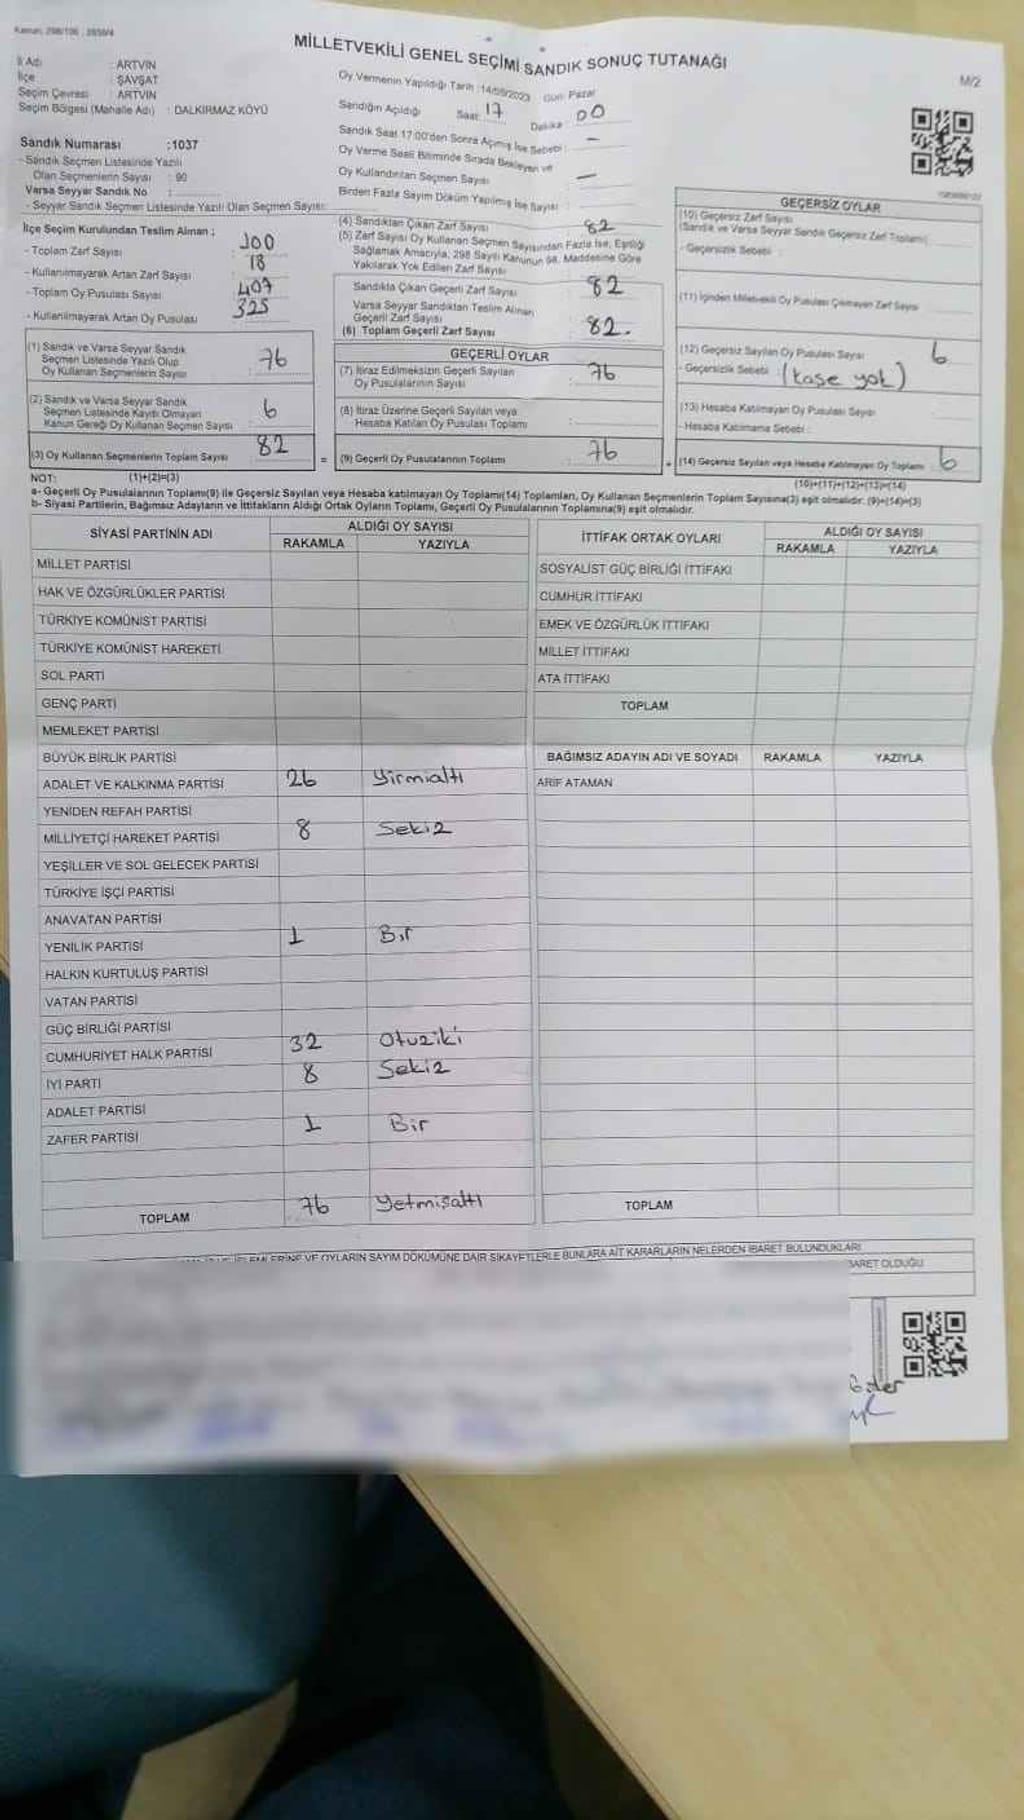 Kanun: 298/106 , 2839/4
MİLLETVEKİLİ GENEL SEÇİMİ SANDIK SONUÇ TUTANAĞI
M/2
İl Adı : ARTVİN
İlçe : ŞAVŞAT
Seçim Çevresi : ARTVİN
Seçim Bölgesi (Mahalle Adı) : DALKIRMAZ KÖYÜ
Sandık Numarası :1037
- Sandık Seçmen Listesinde Yazılı
Olan Seçmenlerin Sayısı : 90
Varsa Seyyar Sandık No :
- Seyyar Sandık Seçmen Listesinde Yazılı Olan Seçmen Sayısı:
Oy Vermenin Yapıldığı Tarih :14/05/2023 Gün: Pazar
Sandığın Açıldığı Saat: 17 Dakika : 00
Sandık Saat 17:00'den Sonra Açılmış İse Sebebi : —
Oy Verme Saati Bitiminde Sırada Bekleyen ve
Oy Kullandırılan Seçmen Sayısı : —
Birden Fazla Sayım Döküm Yapılmış İse Sayısı :
İlçe Seçim Kurulundan Teslim Alınan ;
- Toplam Zarf Sayısı : 100
- Kullanılmayarak Artan Zarf Sayısı : 18
- Toplam Oy Pusulası Sayısı : 407
- Kullanılmayarak Artan Oy Pusulası : 325
(1) Sandık ve Varsa Seyyar Sandık
Seçmen Listesinde Yazılı Olup
Oy Kullanan Seçmenlerin Sayısı : 76
(2) Sandık ve Varsa Seyyar Sandık
Seçmen Listesinde Kayıtlı Olmayan
Kanun Gereği Oy Kullanan Seçmen Sayısı : 6
(3) Oy Kullanan Seçmenlerin Toplam Sayısı : 82
(1)+(2)=(3)
(4) Sandıktan Çıkan Zarf Sayısı : 82
(5) Zarf Sayısı Oy Kullanan Seçmen Sayısından Fazla İse, Eşitliği
Sağlamak Amacıyla, 298 Sayılı Kanunun 98. Maddesine Göre
Yakılarak Yok Edilen Zarf Sayısı :
Sandıkta Çıkan Geçerli Zarf Sayısı : 82
Varsa Seyyar Sandıktan Teslim Alınan
Geçerli Zarf Sayısı :
(6) Toplam Geçerli Zarf Sayısı : 82.
GEÇERLİ OYLAR
(7) İtiraz Edilmeksizin Geçerli Sayılan
Oy Pusulalarının Sayısı : 76
(8) İtiraz Üzerine Geçerli Sayılan veya
Hesaba Katılan Oy Pusulası Toplamı :
= (9) Geçerli Oy Pusulalarının Toplamı : 76
GEÇERSİZ OYLAR
(10) Geçersiz Zarf Sayısı
(Sandık ve Varsa Seyyar Sandık Geçersiz Zarf Toplamı)
- Geçersizlik Sebebi :
(11) İçinden Milletvekili Oy Pusulası Çıkmayan Zarf Sayısı
(12) Geçersiz Sayılan Oy Pusulası Sayısı : 6
- Geçersizlik Sebebi : (kaşe yok)
(13) Hesaba Katılmayan Oy Pusulası Sayısı
- Hesaba Katılmama Sebebi :
+ (14) Geçersiz Sayılan veya Hesaba Katılmayan Oy Toplamı : 6
(10)+(11)+(12)+(13)=(14)
NOT:
a- Geçerli Oy Pusulalarının Toplamı(9) ile Geçersiz Sayılan veya Hesaba katılmayan Oy Toplamı(14) Toplamları, Oy Kullanan Seçmenlerin Toplam Sayısına(3) eşit olmalıdır. (9)+(14)=(3)
b- Siyasi Partilerin, Bağımsız Adayların ve İttifakların Aldığı Ortak Oyların Toplamı, Geçerli Oy Pusulalarının Toplamına(9) eşit olmalıdır.
SİYASİ PARTİNİN ADI ALDIĞI OY SAYISI
RAKAMLA YAZIYLA
MİLLET PARTİSİ
HAK VE ÖZGÜRLÜKLER PARTİSİ
TÜRKİYE KOMÜNİST PARTİSİ
TÜRKİYE KOMÜNİST HAREKETİ
SOL PARTİ
GENÇ PARTİ
MEMLEKET PARTİSİ
BÜYÜK BİRLİK PARTİSİ
ADALET VE KALKINMA PARTİSİ 26 Yirmialtı
YENİDEN REFAH PARTİSİ
MİLLİYETÇİ HAREKET PARTİSİ 8 Sekiz
YEŞİLLER VE SOL GELECEK PARTİSİ
TÜRKİYE İŞÇİ PARTİSİ
ANAVATAN PARTİSİ
YENİLİK PARTİSİ 1 Bir
HALKIN KURTULUŞ PARTİSİ
VATAN PARTİSİ
GÜÇ BİRLİĞİ PARTİSİ
CUMHURİYET HALK PARTİSİ 32 Otuziki
İYİ PARTİ 8 Sekiz
ADALET PARTİSİ
ZAFER PARTİSİ 1 Bir
TOPLAM 76 Yetmişaltı
İTTİFAK ORTAK OYLARI ALDIĞI OY SAYISI
RAKAMLA YAZIYLA
SOSYALİST GÜÇ BİRLİĞİ İTTİFAKI
CUMHUR İTTİFAKI
EMEK VE ÖZGÜRLÜK İTTİFAKI
MİLLET İTTİFAKI
ATA İTTİFAKI
TOPLAM
BAĞIMSIZ ADAYIN ADI VE SOYADI RAKAMLA YAZIYLA
ARİF ATAMAN
TOPLAM
VE OYLARIN SAYIM DÖKÜMÜNE DAİR ŞİKAYETLERLE BUNLARA AİT KARARLARIN NELERDEN İBARET BULUNDUKLARI
OLDUĞU